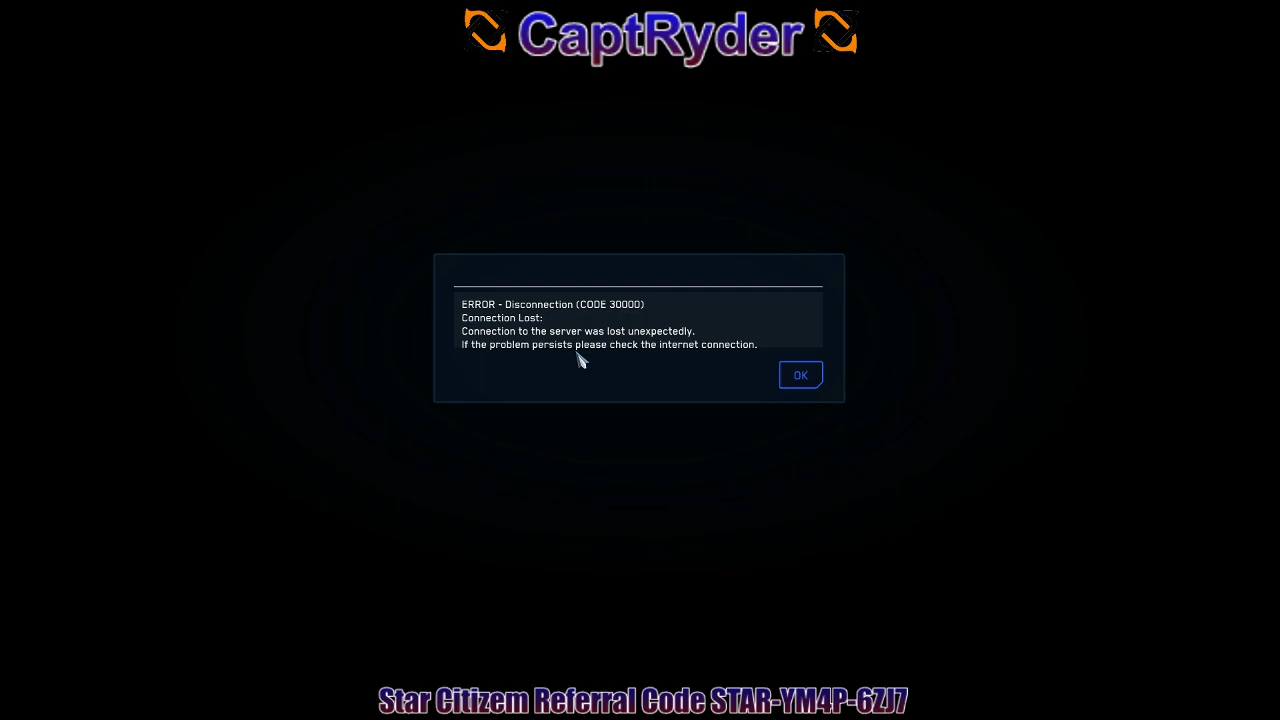 CaptRyder
ERROR - Disconnection (CODE 30000)
Connection Lost:
Connection to the server was lost unexpectedly.
If the problem persists please check the internet connection.
OK
Star Citizem Referral Code STAR-YM4P-6ZJ7